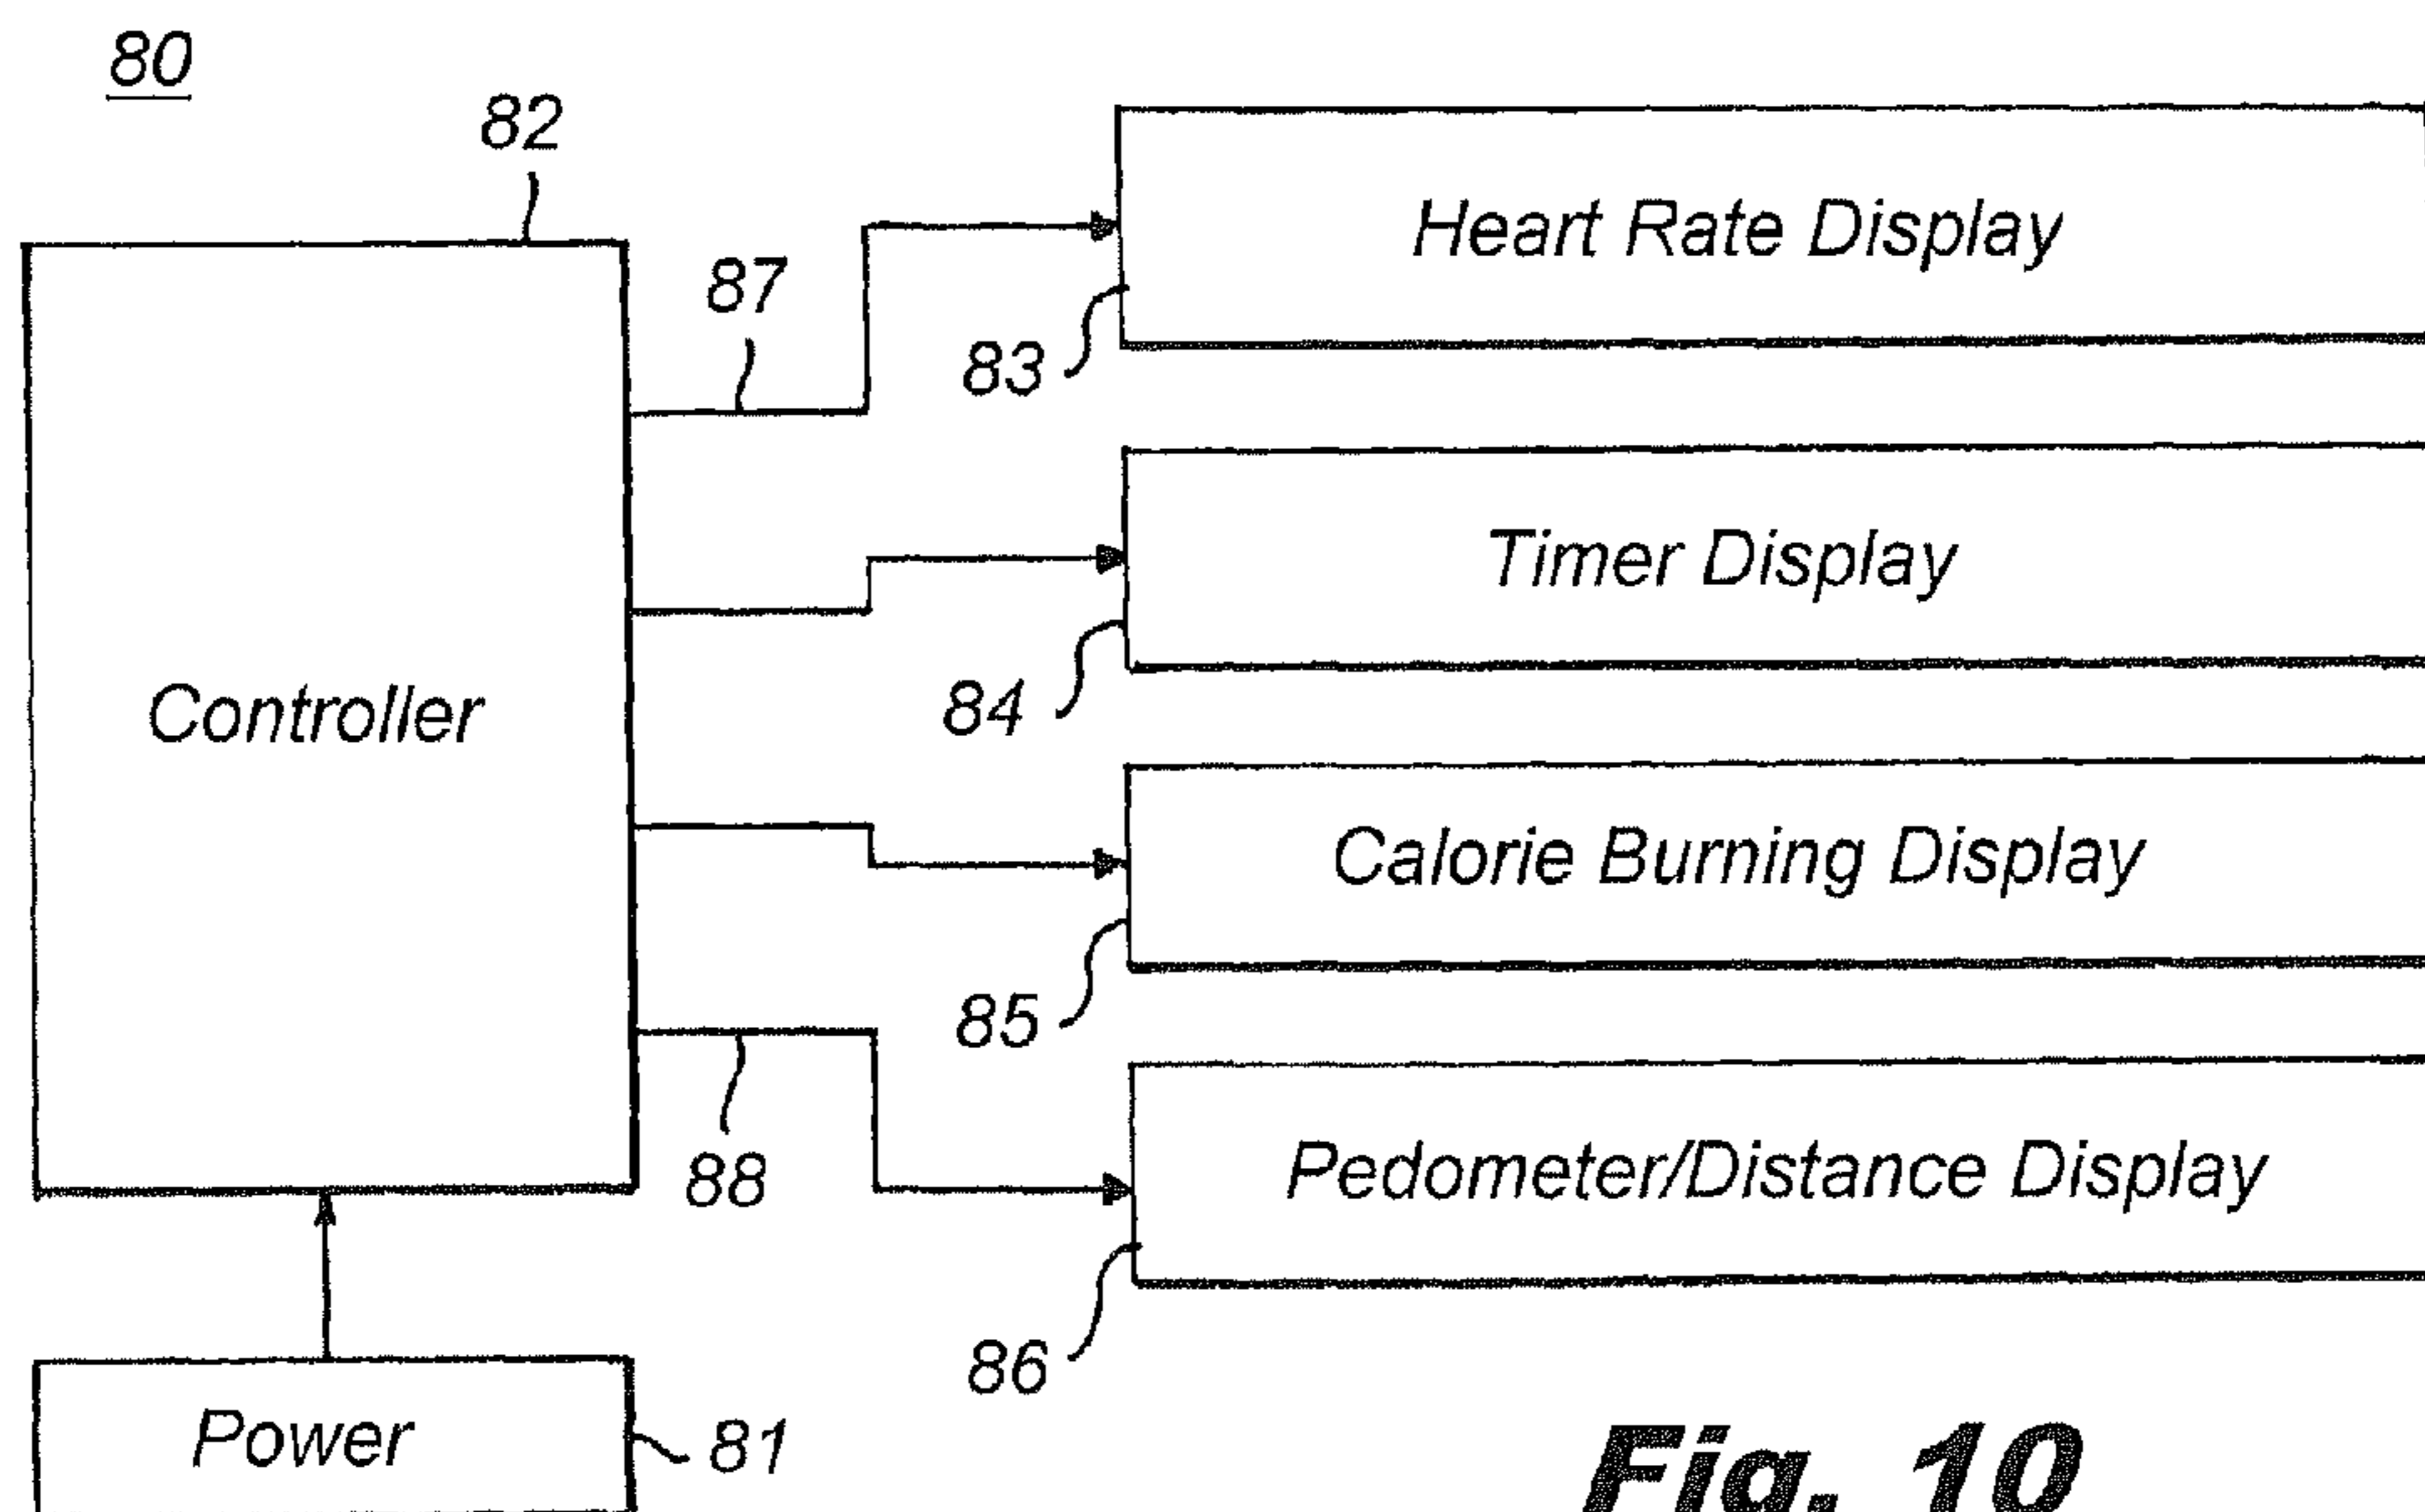 80
82
87
Heart Rate Display
83
Timer Display
84
Controller
Calorie Burning Display
85
88
Pedometer/Distance Display
86
Power
81
Fig. 10